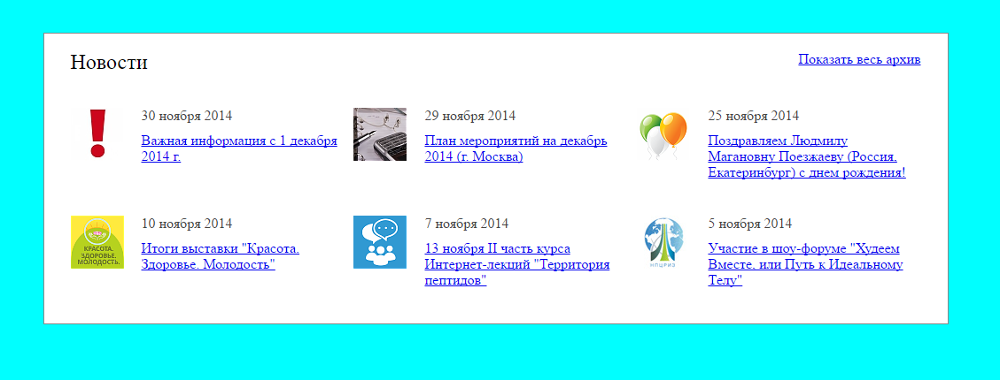 Новости
Показать весь архив
30 ноября 2014
Важная информация с 1 декабря
2014 г.
29 ноября 2014
План мероприятий на декабрь
2014 (г. Москва)
25 ноября 2014
Поздравляем Людмилу
Магановну Поезжаеву (Россия,
Екатеринбург) с днем рождения!
КРАСОТА.
ЗДОРОВЬЕ.
МОЛОДОСТЬ.
10 ноября 2014
Итоги выставки "Красота.
Здоровье. Молодость"
7 ноября 2014
13 ноября II часть курса
Интернет-лекций "Территория
пептидов"
НПЦРИЗ
5 ноября 2014
Участие в шоу-форуме "Худеем
Вместе, или Путь к Идеальному
Телу"